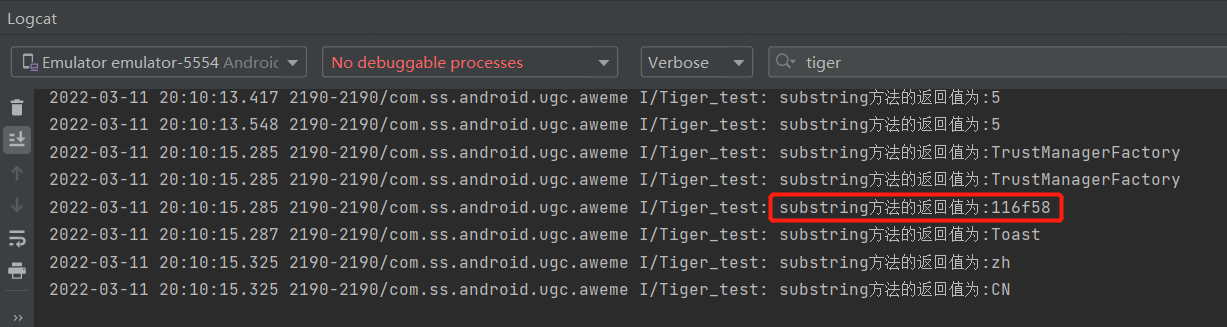 Logcat
Emulator emulator-5554 Android
No debuggable processes
Verbose
tiger
2022-03-11 20:10:13.417 2190-2190/com.ss.android.ugc.aweme I/Tiger_test: substring方法的返回值为:5
2022-03-11 20:10:13.548 2190-2190/com.ss.android.ugc.aweme I/Tiger_test: substring方法的返回值为:5
2022-03-11 20:10:15.285 2190-2190/com.ss.android.ugc.aweme I/Tiger_test: substring方法的返回值为:TrustManagerFactory
2022-03-11 20:10:15.285 2190-2190/com.ss.android.ugc.aweme I/Tiger_test: substring方法的返回值为:TrustManagerFactory
2022-03-11 20:10:15.285 2190-2190/com.ss.android.ugc.aweme I/Tiger_test: substring方法的返回值为:116f58
2022-03-11 20:10:15.287 2190-2190/com.ss.android.ugc.aweme I/Tiger_test: substring方法的返回值为:Toast
2022-03-11 20:10:15.325 2190-2190/com.ss.android.ugc.aweme I/Tiger_test: substring方法的返回值为:zh
2022-03-11 20:10:15.325 2190-2190/com.ss.android.ugc.aweme I/Tiger_test: substring方法的返回值为:CN